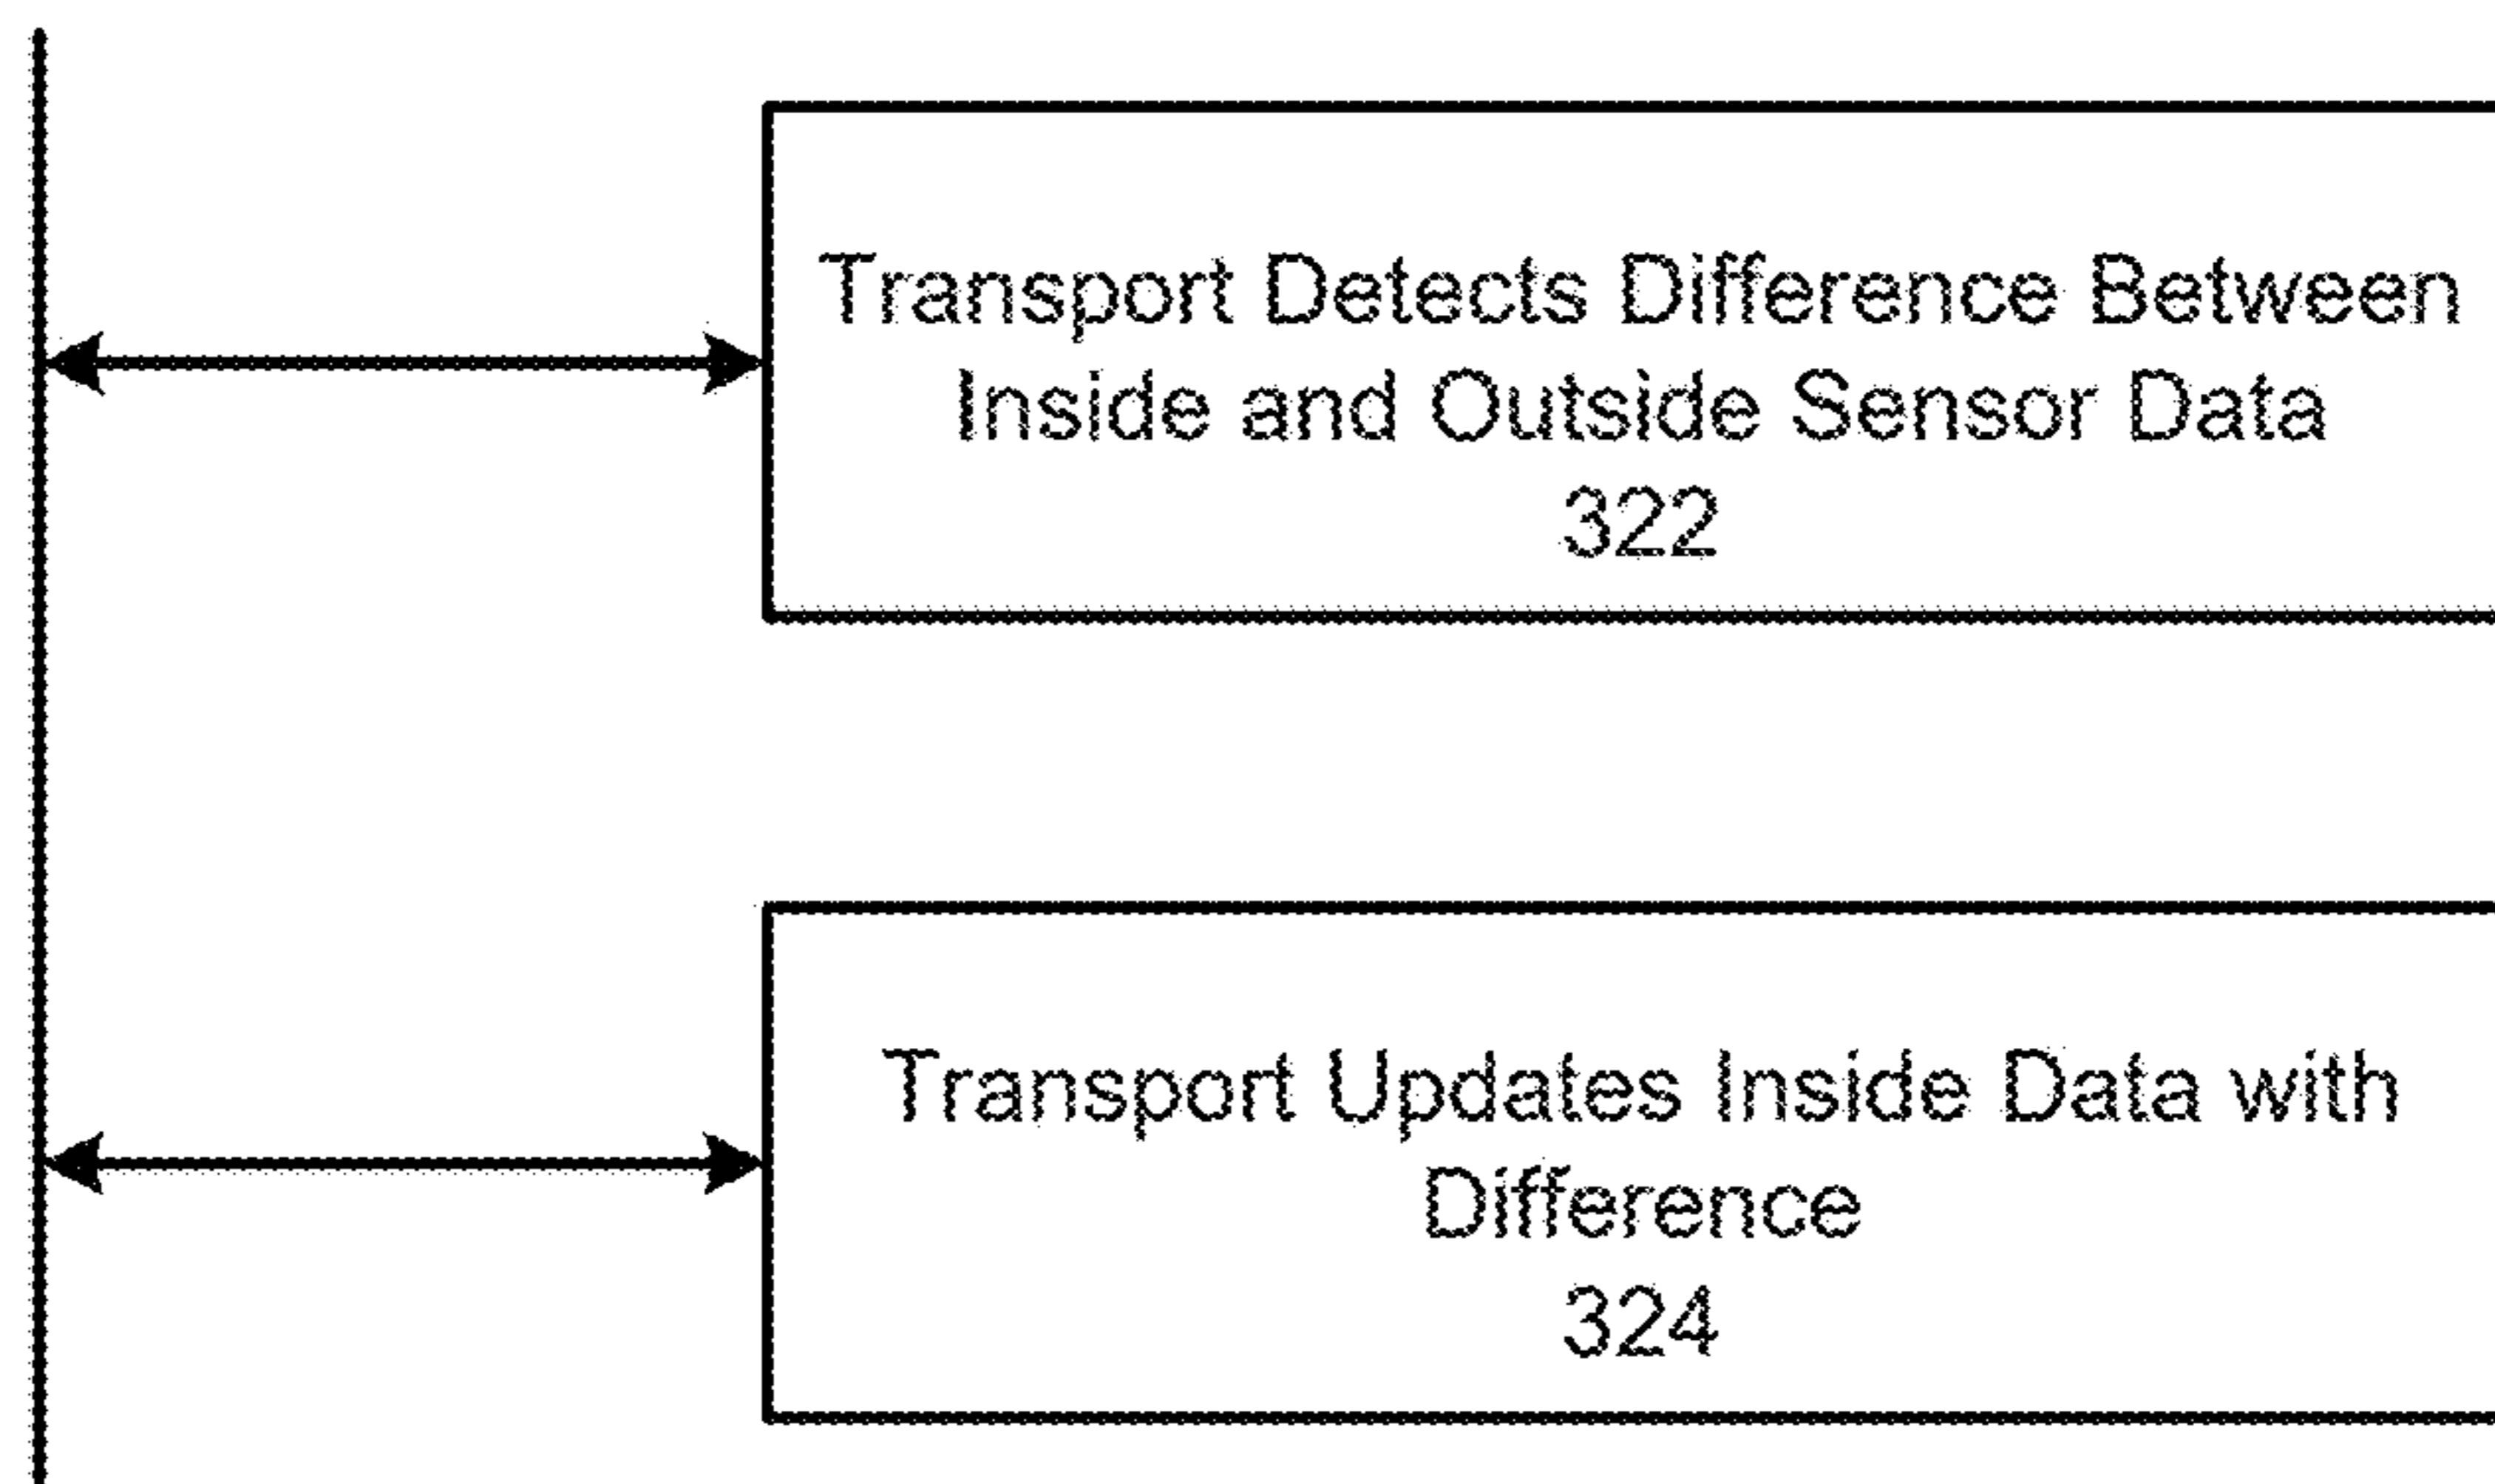 Transport Detects Difference Between
Inside and Outside Sensor Data
322
Transport Updates Inside Data with
Difference
324